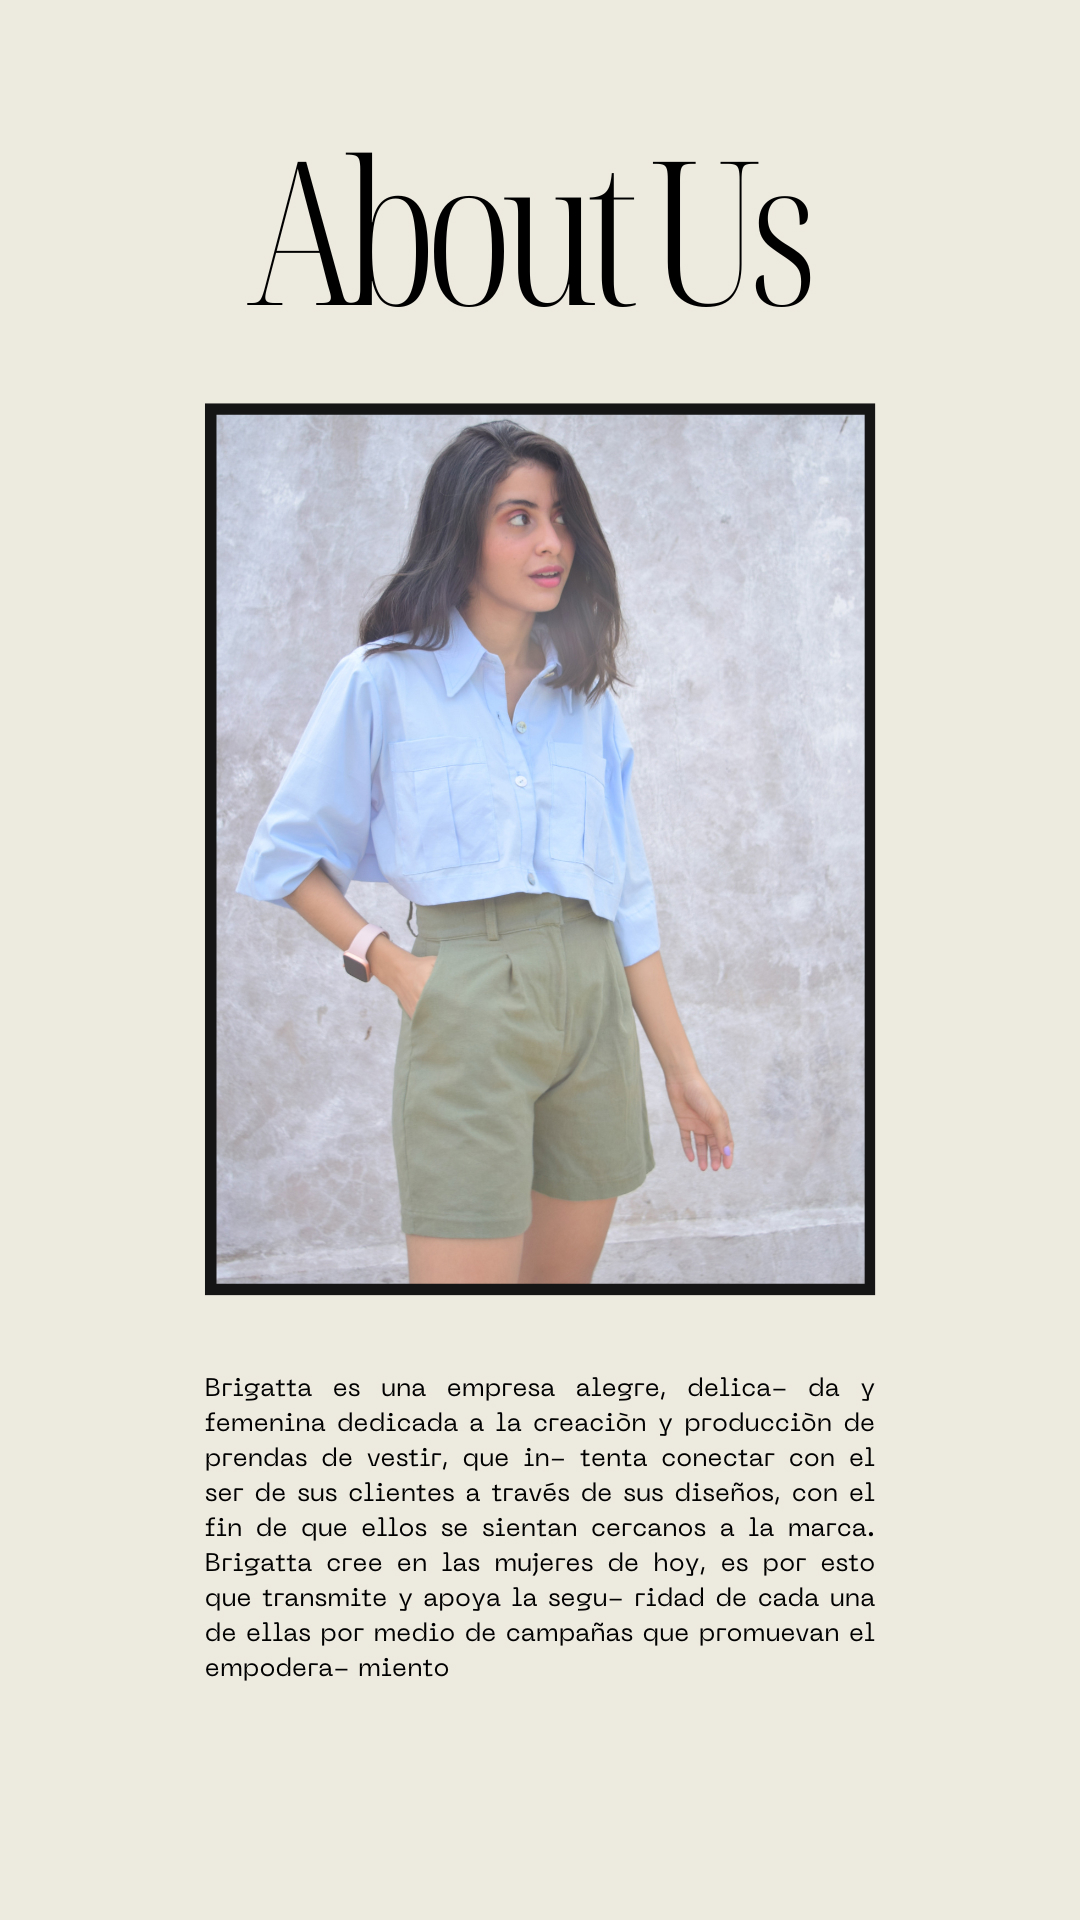 About Us
Brigatta es una empresa alegre, delica- da y
femenina dedicada a la creaciòn y producciòn de
prendas de vestir, que in- tenta conectar con el
ser de sus clientes a través de sus diseños, con el
fin de que ellos se sientan cercanos a la marca.
Brigatta cree en las mujeres de hoy, es por esto
que transmite y apoya la segu- ridad de cada una
de ellas por medio de campañas que promuevan el
empodera- miento